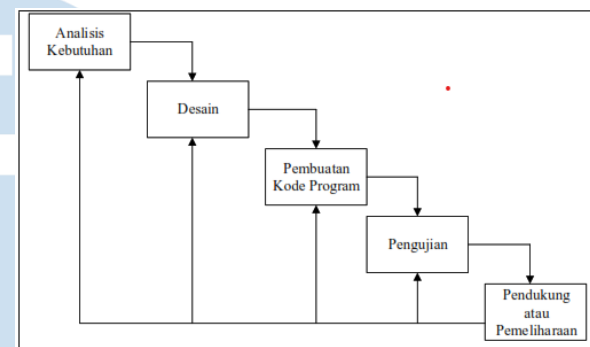 Analisis
Kebutuhan
Desain
Pembuatan
Kode Program
Pengujian
Pendukung
atau
Pemeliharaan